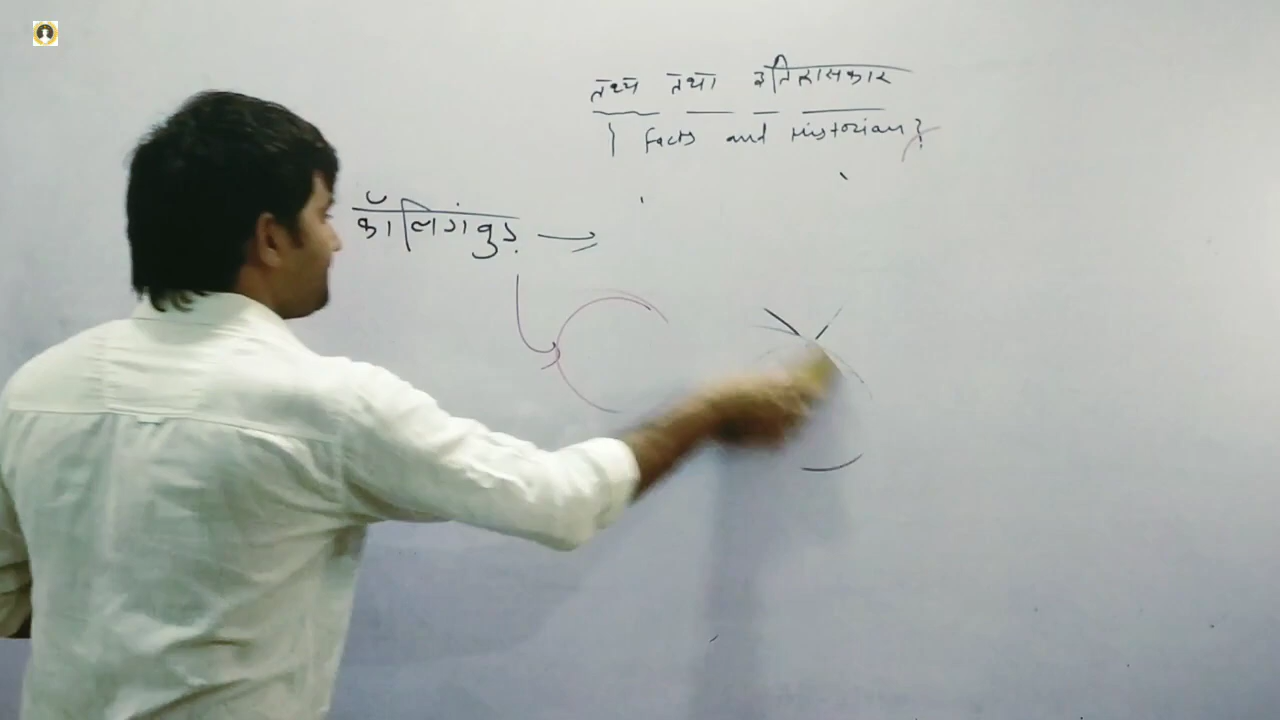 तथ्य तथा इतिहासकार
Facts and Historian ?
कॉलिंगवुड →